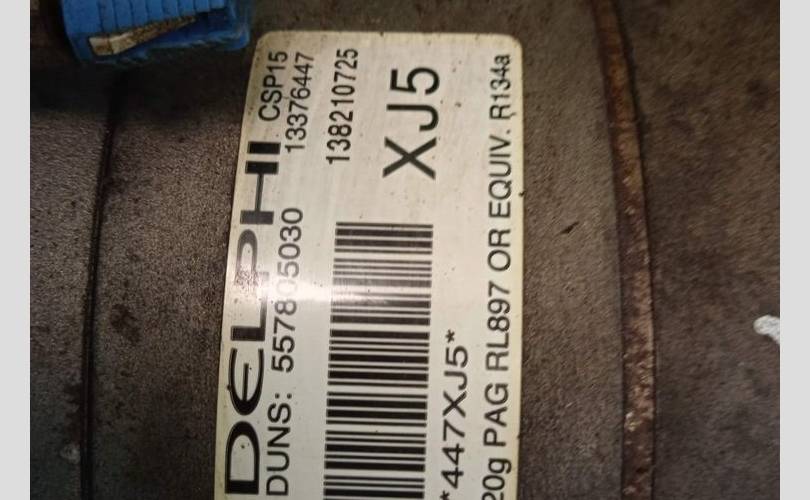 DELPHI CSP15
DUNS: 557805030 13376447
138210725
XJ5
*447XJ5*
20g PAG RL897 OR EQUIV. R134a